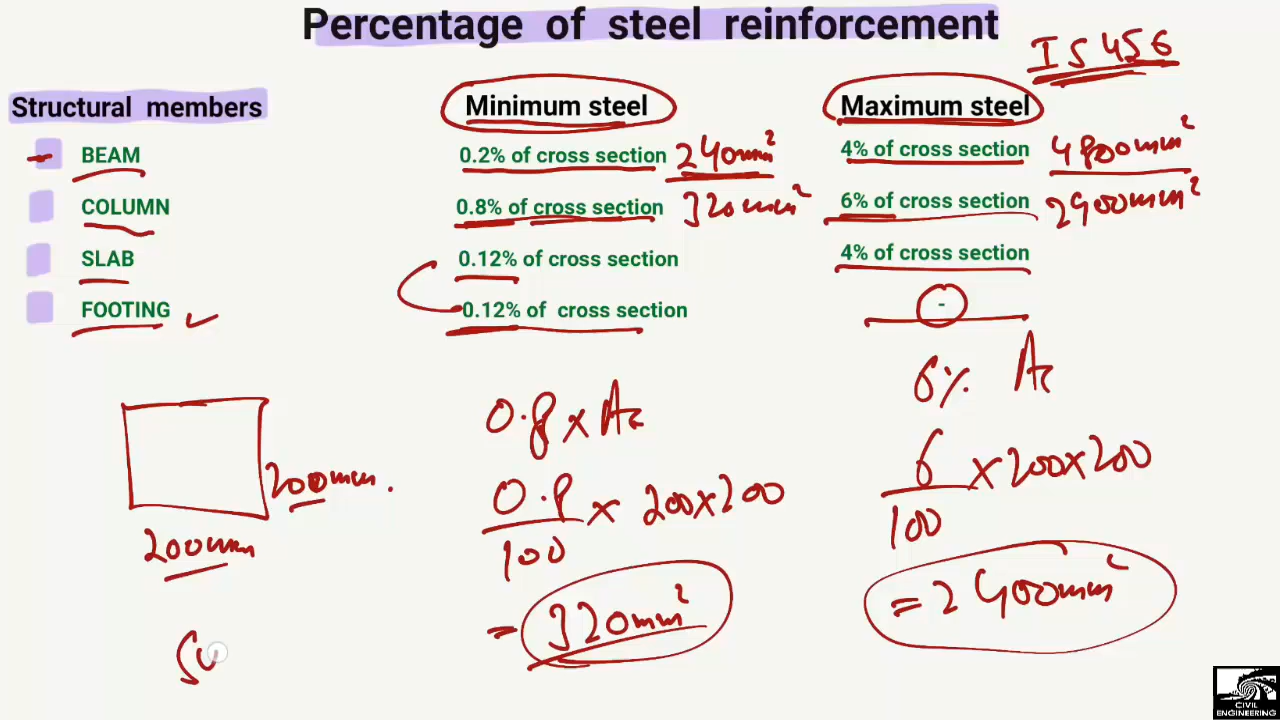 Percentage of steel reinforcement
IS 456
Structural members Minimum steel Maximum steel
BEAM 0.2% of cross section 240mm² 4% of cross section 4800mm²
COLUMN 0.8% of cross section 320mm² 6% of cross section 2400mm²
SLAB 0.12% of cross section 4% of cross section
FOOTING 0.12% of cross section -
0.8 x Ac 6% Ac
200mm. 0.8/100 x 200x200 6/100 x 200x200
200mm = 320mm² = 2400mm²
CIVIL
ENGINEERING